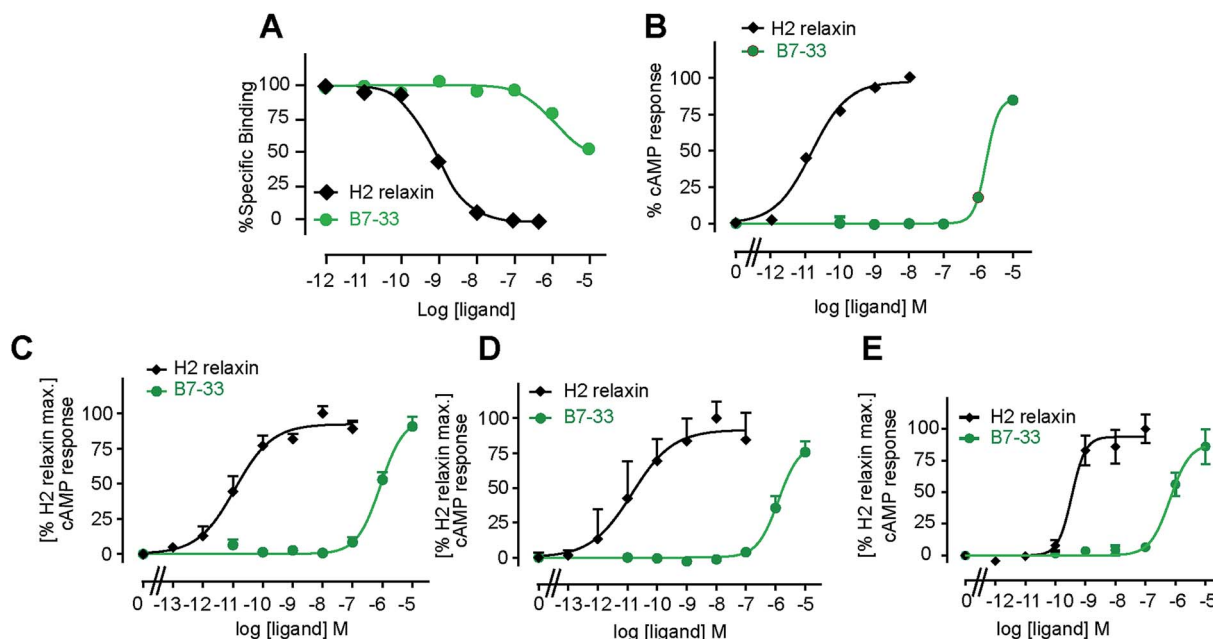 A
%Specific Binding
100
75
50
25
0
H2 relaxin
B7-33
-12 -11 -10 -9 -8 -7 -6 -5
Log [ligand]
B
H2 relaxin
B7-33
% cAMP response
100
75
50
25
0
0 -12 -11 -10 -9 -8 -7 -6 -5
log [ligand] M
C
H2 relaxin
B7-33
[% H2 relaxin max.]
cAMP response
100
75
50
25
0
0 -13 -12 -11 -10 -9 -8 -7 -6 -5
log [ligand] M
D
H2 relaxin
B7-33
[% H2 relaxin max.]
cAMP response
100
75
50
25
0
0 -13 -12 -11 -10 -9 -8 -7 -6 -5
log [ligand] M
E
H2 relaxin
B7-33
[% H2 relaxin max.]
cAMP response
100
75
50
25
0
0 -12 -11 -10 -9 -8 -7 -6 -5
log [ligand] M